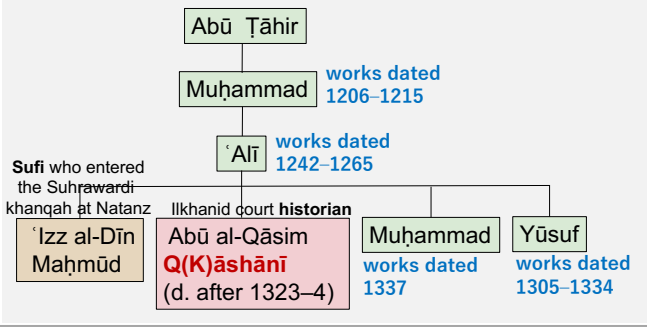 Abū Ṭāhir
Muḥammad
works dated
1206–1215
ʿAlī
works dated
1242–1265
Sufi who entered
the Suhrawardi
khanqah at Natanz
ʿIzz al-Dīn
Maḥmūd
Ilkhanid court historian
Abū al-Qāsim
Q(K)āshānī
(d. after 1323–4)
Muḥammad
works dated
1337
Yūsuf
works dated
1305–1334